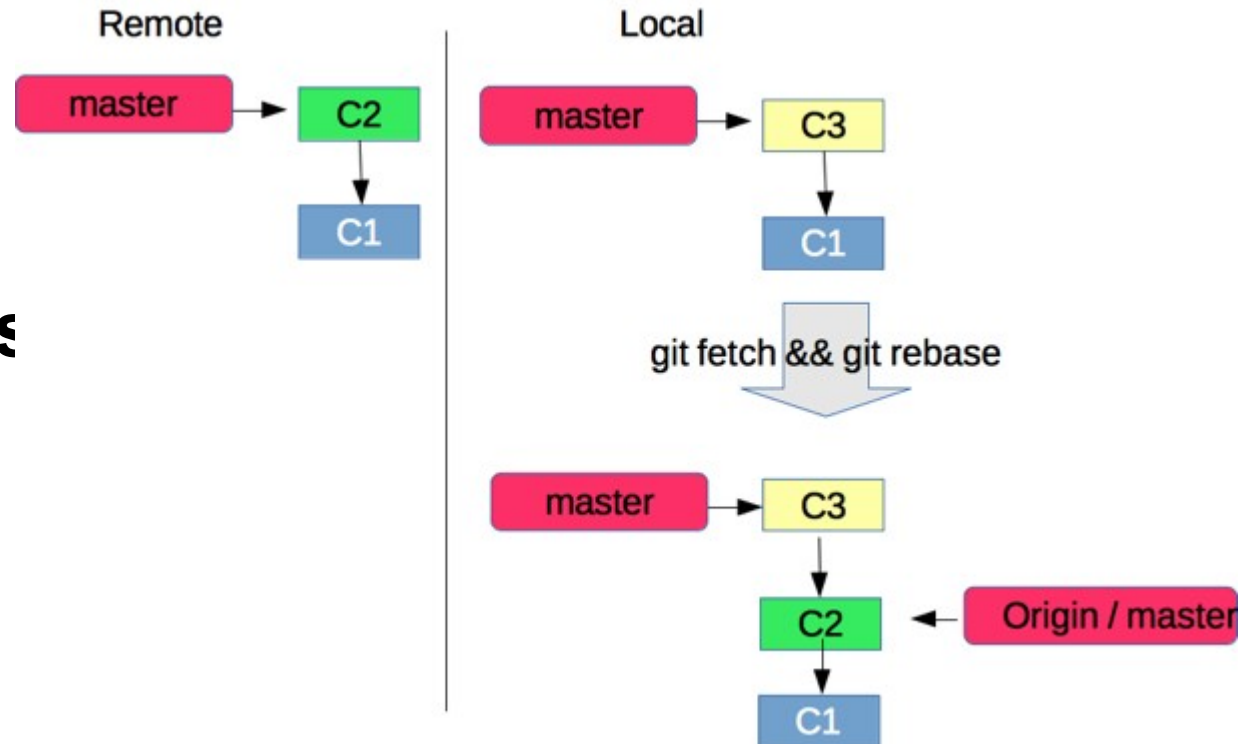 Remote
Local
master
C2
master
C3
C1
C1
s
git fetch && git rebase
master
C3
C2
Origin / master
C1